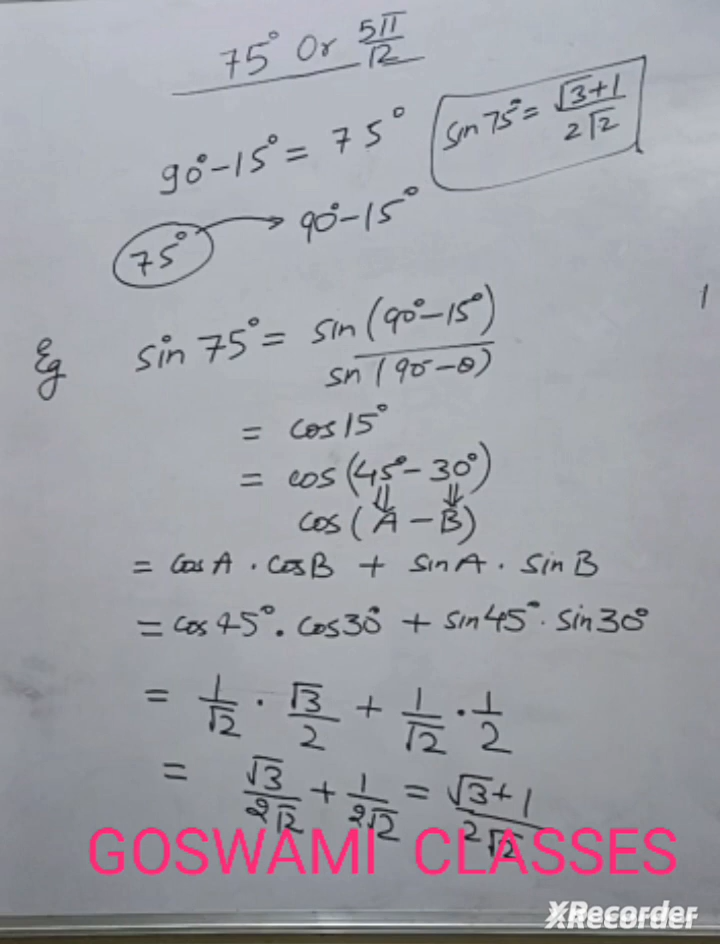 75° Or 5π/12
90°-15° = 75°
sin 75° = √3+1/2√2
75° → 90°-15°
Eg sin 75° = sin (90°-15°)
sn (90-θ)
= cos 15°
= cos (45°-30°)
⇓ ⇓
cos (A - B)
= cos A . cos B + sin A . sin B
= cos 45° . cos 30° + sin 45° . sin 30°
= 1/√2 . √3/2 + 1/√2 . 1/2
= √3/2√2 + 1/2√2 = √3+1/2√2
GOSWAMI CLASSES
XRecorder